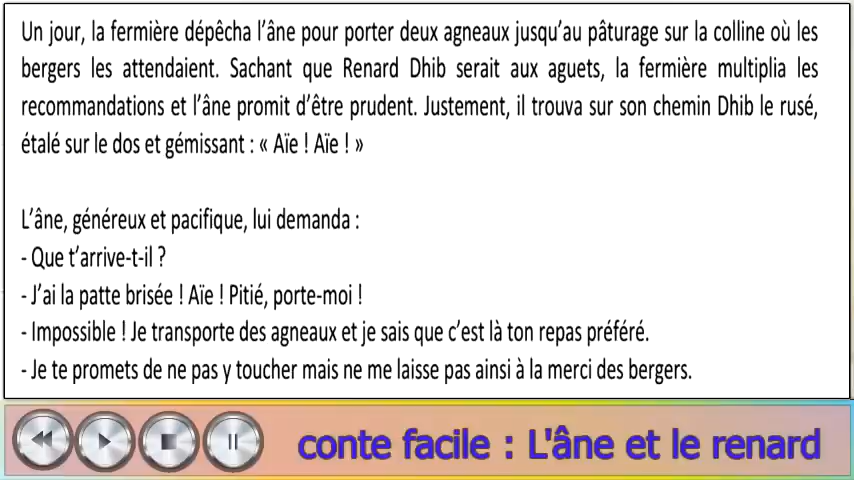 Un jour, la fermière dépêcha l’âne pour porter deux agneaux jusqu’au pâturage sur la colline où les
bergers les attendaient. Sachant que Renard Dhib serait aux aguets, la fermière multiplia les
recommandations et l’âne promit d’être prudent. Justement, il trouva sur son chemin Dhib le rusé,
étalé sur le dos et gémissant : « Aïe ! Aïe ! »
L’âne, généreux et pacifique, lui demanda :
- Que t’arrive-t-il ?
- J’ai la patte brisée ! Aïe ! Pitié, porte-moi !
- Impossible ! Je transporte des agneaux et je sais que c’est là ton repas préféré.
- Je te promets de ne pas y toucher mais ne me laisse pas ainsi à la merci des bergers.
conte facile : L'âne et le renard